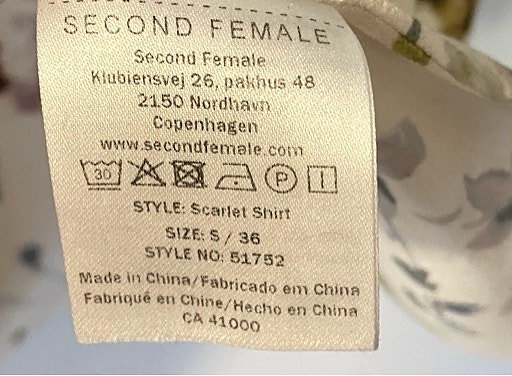 SECOND FEMALE
Second Female
Klubiensvej 26, pakhus 48
2150 Nordhavn
Copenhagen
www.secondfemale.com
30 P
STYLE: Scarlet Shirt
SIZE: S / 36
STYLE NO: 51752
Made in China/Fabricado em China
Fabriqué en Chine/Hecho en China
CA 41000